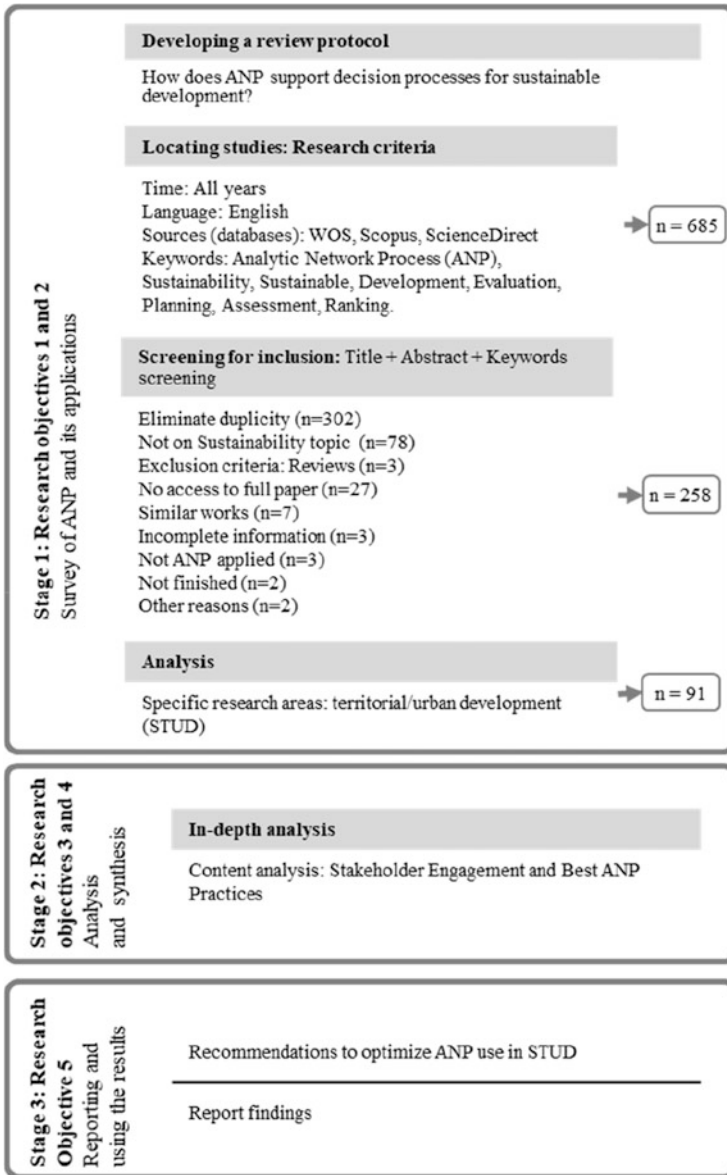 Stage 1: Research objectives 1 and 2
Survey of ANP and its applications
Developing a review protocol
How does ANP support decision processes for sustainable
development?
Locating studies: Research criteria
Time: All years
Language: English
Sources (databases): WOS, Scopus, ScienceDirect
Keywords: Analytic Network Process (ANP),
Sustainability, Sustainable, Development, Evaluation,
Planning, Assessment, Ranking.
n = 685
Screening for inclusion: Title + Abstract + Keywords
screening
Eliminate duplicity (n=302)
Not on Sustainability topic (n=78)
Exclusion criteria: Reviews (n=3)
No access to full paper (n=27)
Similar works (n=7)
Incomplete information (n=3)
Not ANP applied (n=3)
Not finished (n=2)
Other reasons (n=2)
n = 258
Analysis
Specific research areas: territorial/urban development
(STUD)
n = 91
Stage 2: Research
objectives 3 and 4
Analysis
and synthesis
In-depth analysis
Content analysis: Stakeholder Engagement and Best ANP
Practices
Stage 3: Research
Objective 5
Reporting and
using the results
Recommendations to optimize ANP use in STUD
Report findings